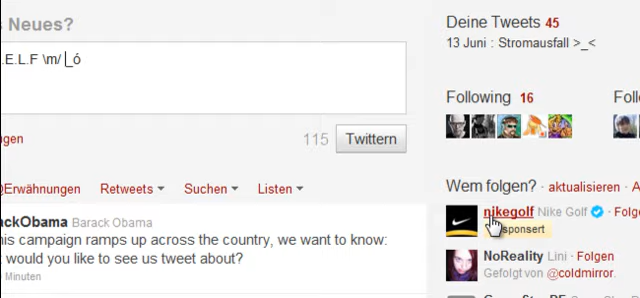 Neues?
.E.L.F \m/ |_ó
115 Twittern
Erwähnungen Retweets Suchen Listen
ackObama Barack Obama
his campaign ramps up across the country, we want to know:
t would you like to see us tweet about?
Minuten
Deine Tweets 45
13 Juni : Stromausfall >_<
Following 16
Wem folgen? · aktualisieren ·
nikegolf Nike Golf · Folge
sponsert
NoReality Lini · Folgen
Gefolgt von @coldmirror.